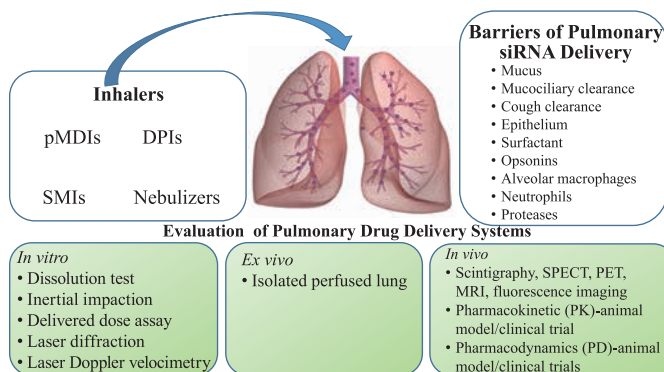 Inhalers
pMDIs DPIs
SMIs Nebulizers
Barriers of Pulmonary
siRNA Delivery
• Mucus
• Mucociliary clearance
• Cough clearance
• Epithelium
• Surfactant
• Opsonins
• Alveolar macrophages
• Neutrophils
• Proteases
Evaluation of Pulmonary Drug Delivery Systems
In vitro
• Dissolution test
• Inertial impaction
• Delivered dose assay
• Laser diffraction
• Laser Doppler velocimetry
Ex vivo
• Isolated perfused lung
In vivo
• Scintigraphy, SPECT, PET,
MRI, fluorescence imaging
• Pharmacokinetic (PK)-animal
model/clinical trial
• Pharmacodynamics (PD)-animal
model/clinical trials